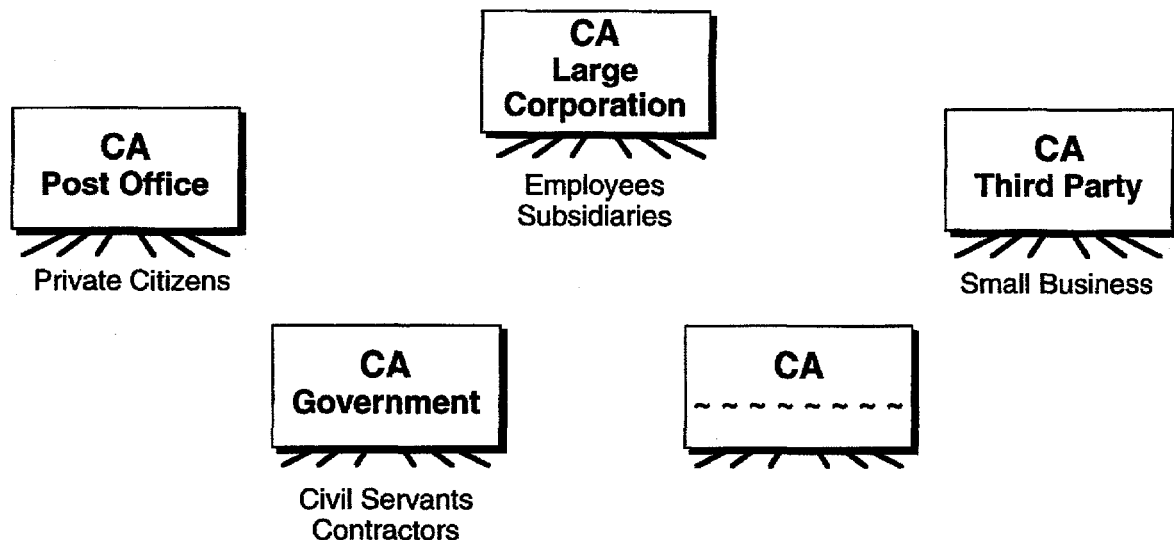 CA
Large
Corporation
Employees
Subsidiaries
CA
Post Office
Private Citizens
CA
Third Party
Small Business
CA
Government
Civil Servants
Contractors
CA
~ ~ ~ ~ ~ ~ ~ ~